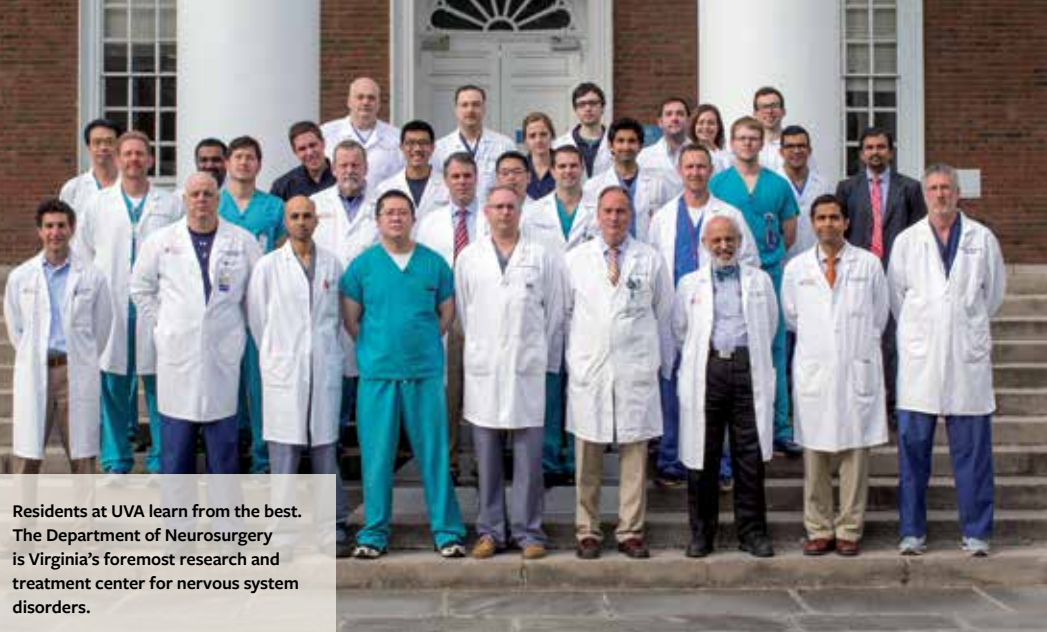 Residents at UVA learn from the best.
The Department of Neurosurgery
is Virginia’s foremost research and
treatment center for nervous system
disorders.